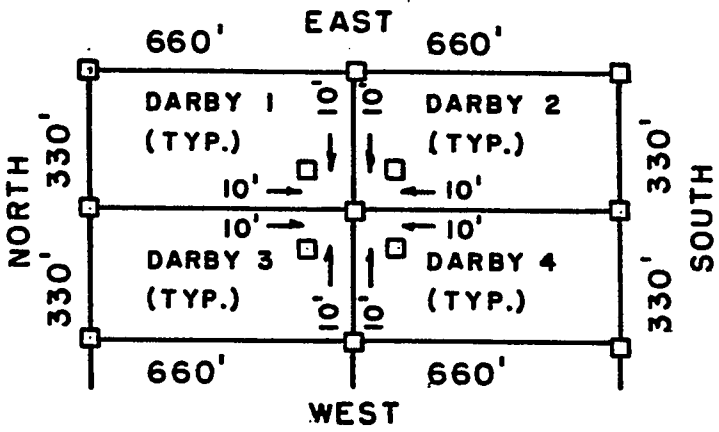 EAST
660' 660'
10' 10'
DARBY 1 DARBY 2
(TYP.) (TYP.)
330' 330'
NORTH SOUTH
10' 10'
10' 10'
DARBY 3 DARBY 4
(TYP.) (TYP.)
330' 330'
10' 10'
660' 660'
WEST